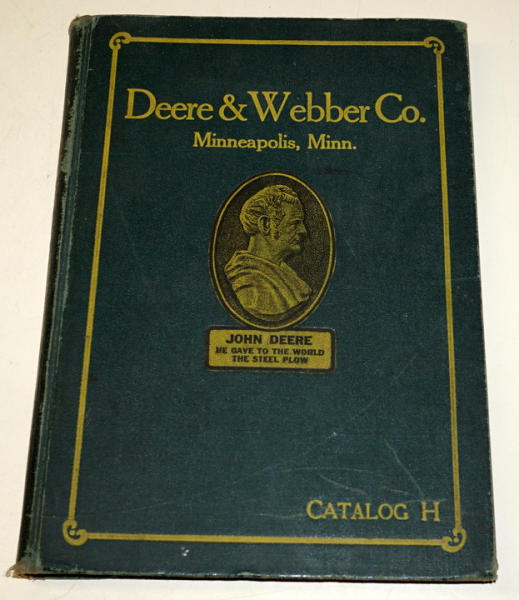 Deere & Webber Co.
Minneapolis, Minn.
JOHN DEERE
HE GAVE TO THE WORLD
THE STEEL PLOW
CATALOG H